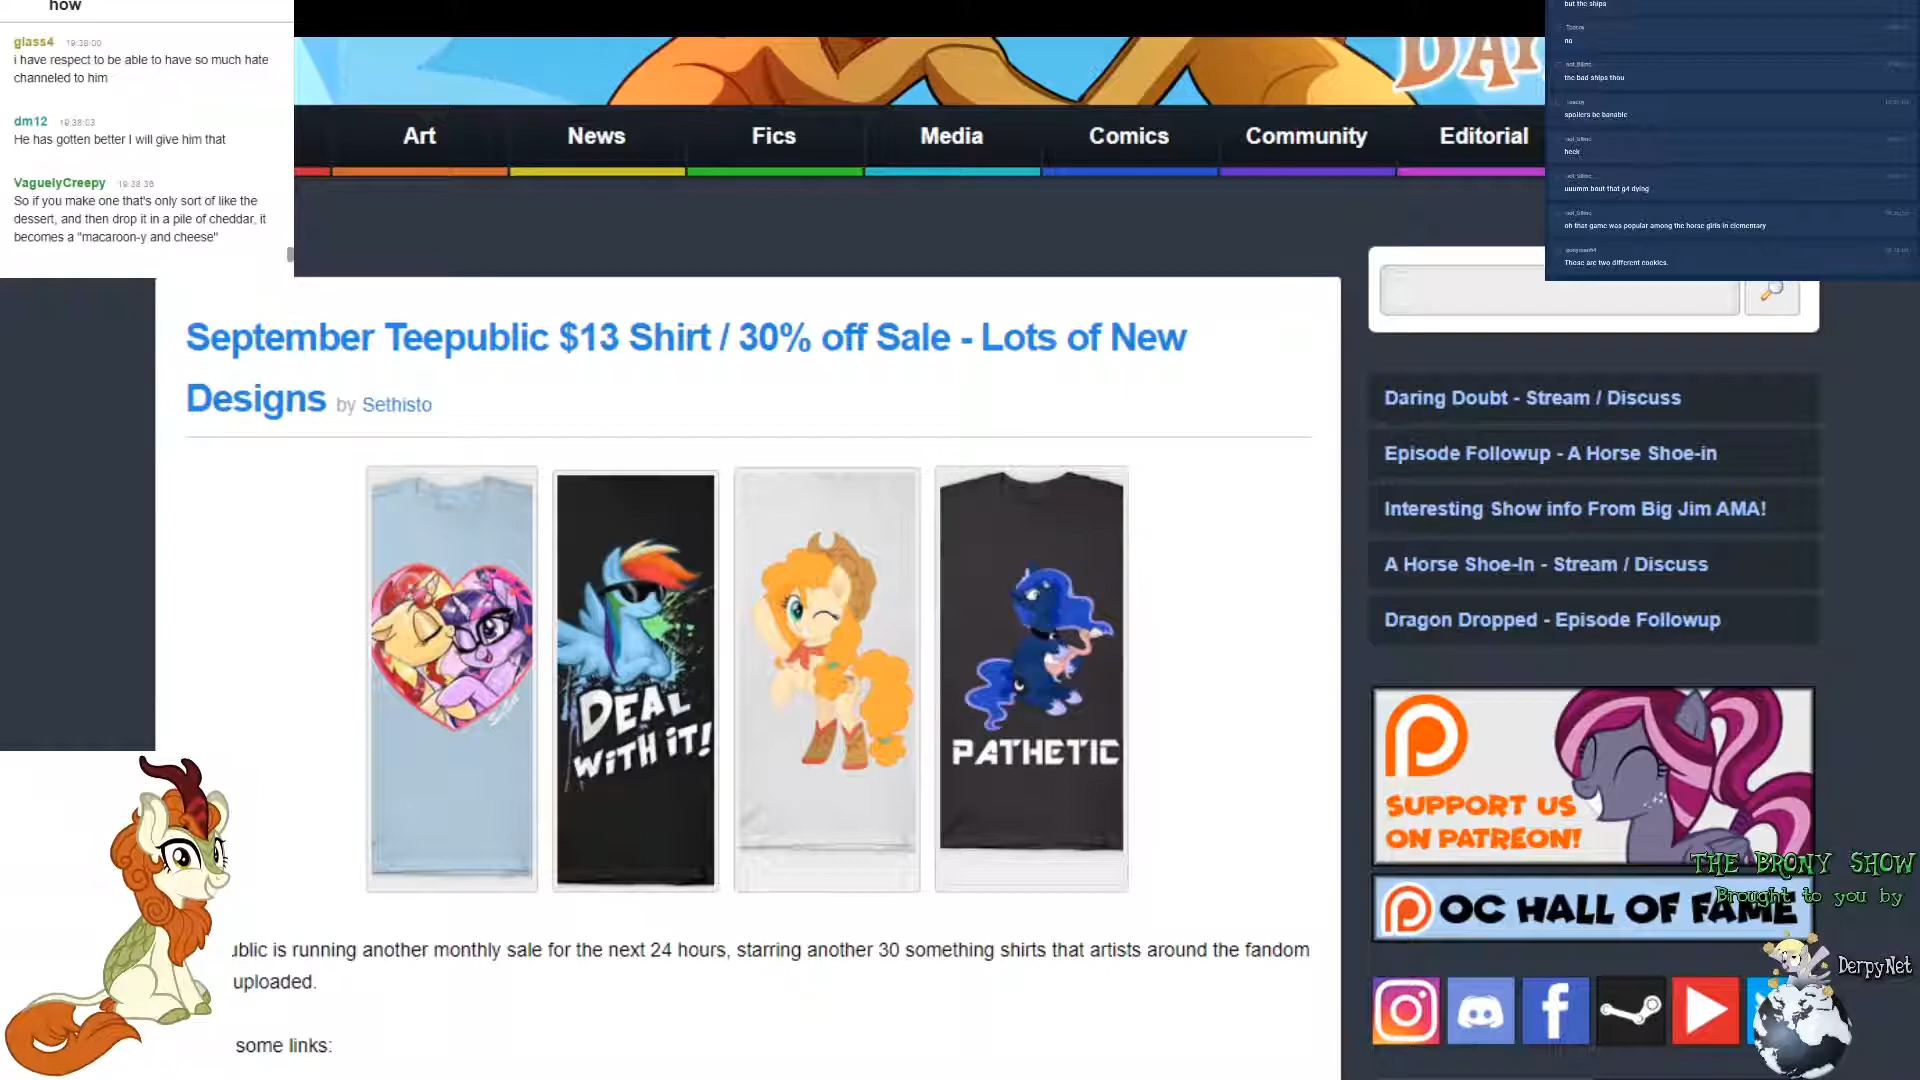 how
glass4 19:38:00
i have respect to be able to have so much hate
channeled to him
dm12 19:38:03
He has gotten better I will give him that
VaguelyCreepy 19:38:36
So if you make one that's only sort of like the
dessert, and then drop it in a pile of cheddar, it
becomes a "macaroon-y and cheese"
Art
News
Fics
Media
Comics
Community
Editorial
but the ships
no
the bad ships thou
spoilers be banable
heck
uuumm bout that g4 dying
oh that game was popular among the horse girls in elementary
Those are two different cookies.
September Teepublic $13 Shirt / 30% off Sale - Lots of New
Designs by Sethisto
DEAL
WITH IT!
PATHETIC
ublic is running another monthly sale for the next 24 hours, starring another 30 something shirts that artists around the fandom
uploaded.
some links:
Daring Doubt - Stream / Discuss
Episode Followup - A Horse Shoe-in
Interesting Show info From Big Jim AMA!
A Horse Shoe-In - Stream / Discuss
Dragon Dropped - Episode Followup
SUPPORT US
ON PATREON!
OC HALL OF FAME
THE BRONY SHOW
Brought to you by
DerpyNet